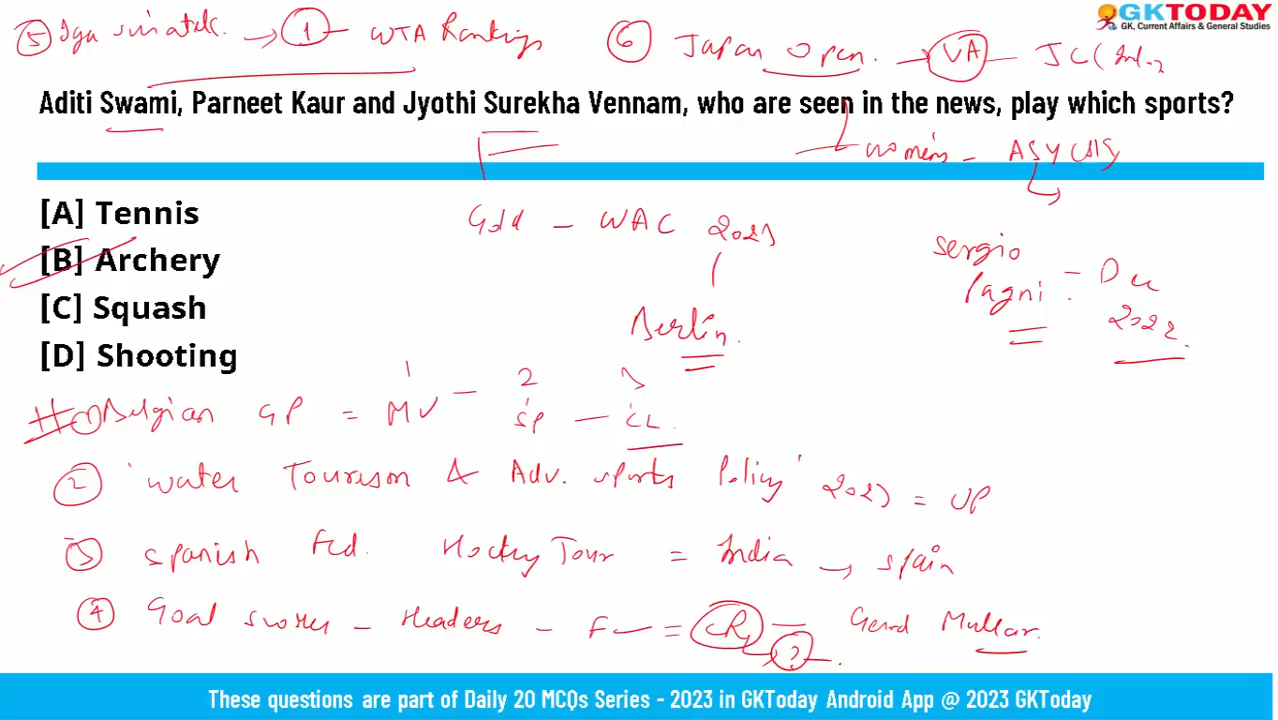 GKTODAY
GK, Current Affairs & General Studies
⑤ Iga → ① – WTA Rankings
⑥ Japan Open. → VA – JC(
Aditi Swami, Parneet Kaur and Jyothi Surekha Vennam, who are seen in the news, play which sports?
women's –
[A] Tennis
Gold – WAC 2023
[B] Archery
sergio
Pagni : – Dec
2022.
[C] Squash
Berlin.
[D] Shooting
1 2 3
# ① Belgian GP = MV – SP – CL
② 'water Tourism & Adv. sports Policy' 2023 = UP
③ Spanish Fed. Hockey Tour = India → Spain
④ Goal – Headers – F = CR – Gerd Mullar.
?
These questions are part of Daily 20 MCQs Series - 2023 in GKToday Android App @ 2023 GKToday